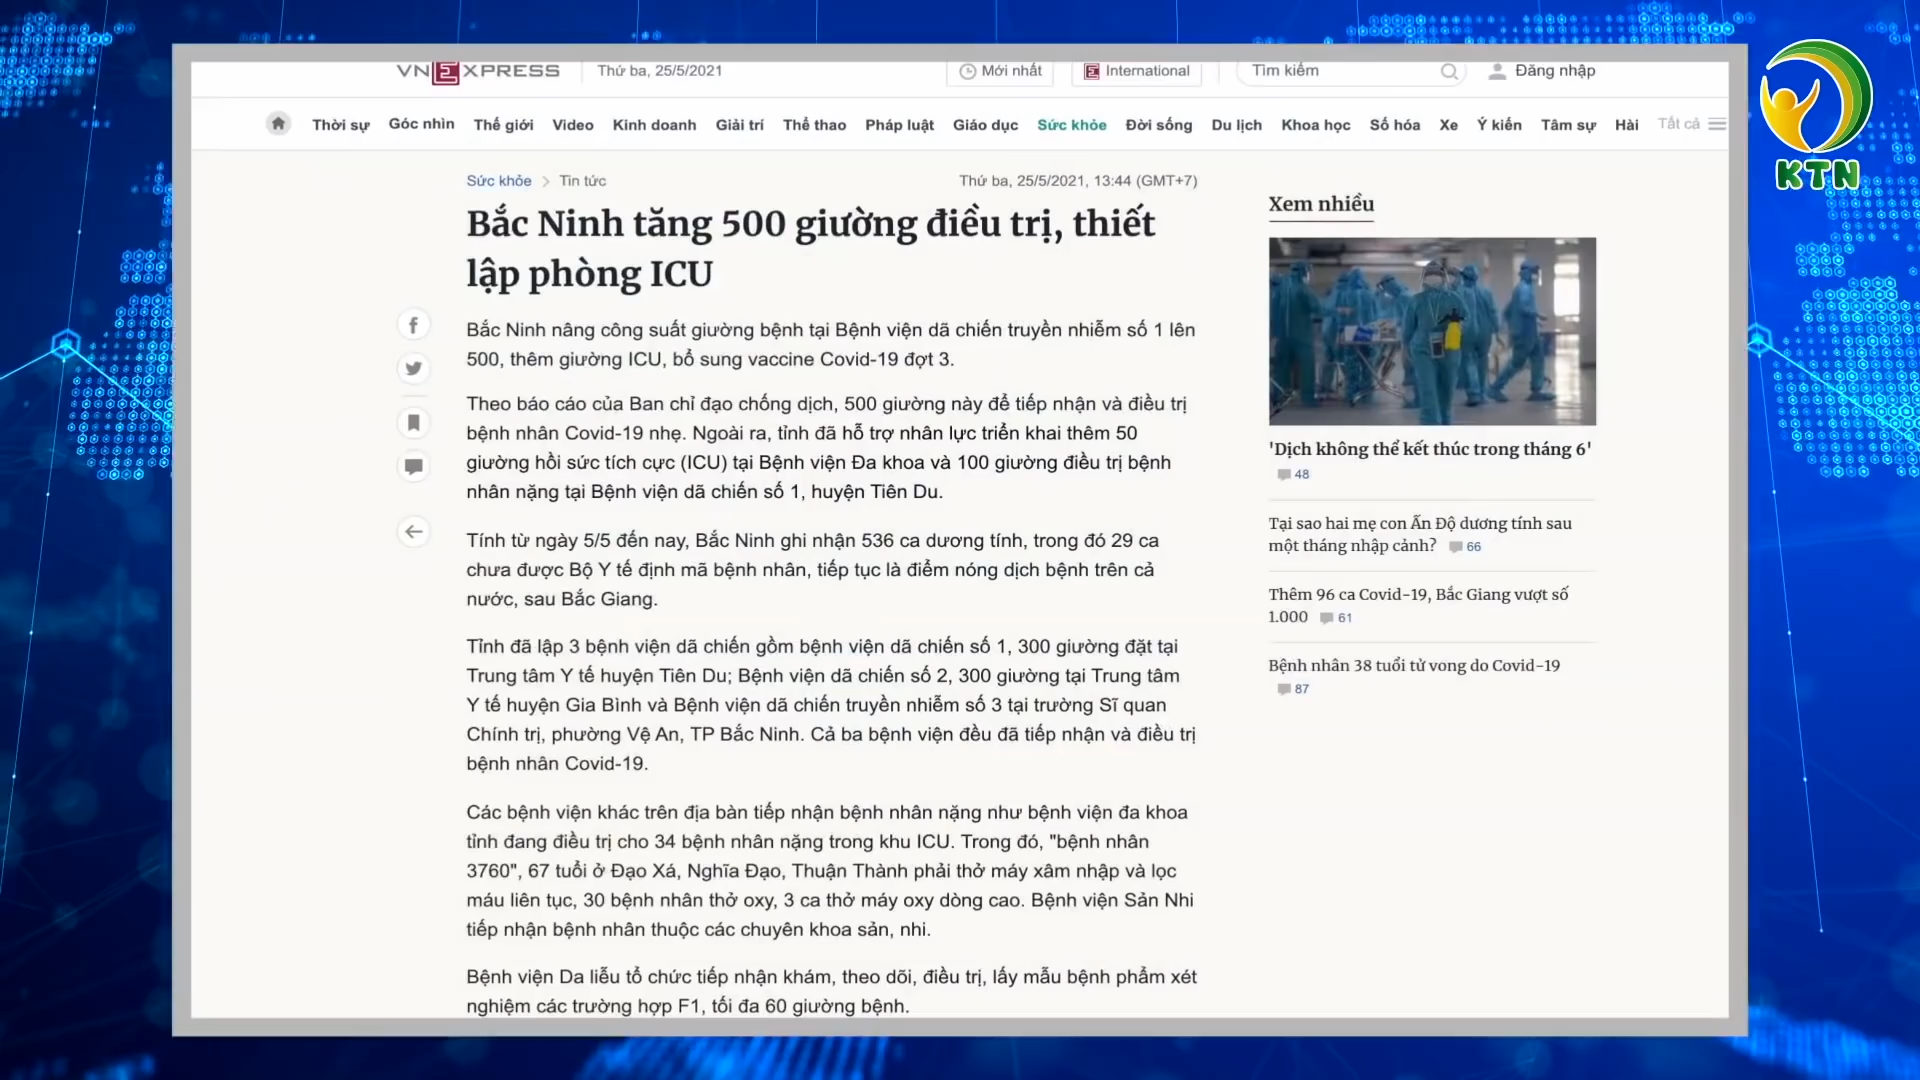 VNEXPRESS
Thứ ba, 25/5/2021
Mới nhất
International
Tìm kiếm
Đăng nhập
KTN
Thời sự Góc nhìn Thế giới Video Kinh doanh Giải trí Thể thao Pháp luật Giáo dục Sức khỏe Đời sống Du lịch Khoa học Số hóa Xe Ý kiến Tâm sự Hài Tất cả
Sức khỏe > Tin tức
Thứ ba, 25/5/2021, 13:44 (GMT+7)
Bắc Ninh tăng 500 giường điều trị, thiết
lập phòng ICU
Bắc Ninh nâng công suất giường bệnh tại Bệnh viện dã chiến truyền nhiễm số 1 lên
500, thêm giường ICU, bổ sung vaccine Covid-19 đợt 3.
Theo báo cáo của Ban chỉ đạo chống dịch, 500 giường này để tiếp nhận và điều trị
bệnh nhân Covid-19 nhẹ. Ngoài ra, tỉnh đã hỗ trợ nhân lực triển khai thêm 50
giường hồi sức tích cực (ICU) tại Bệnh viện Đa khoa và 100 giường điều trị bệnh
nhân nặng tại Bệnh viện dã chiến số 1, huyện Tiên Du.
Tính từ ngày 5/5 đến nay, Bắc Ninh ghi nhận 536 ca dương tính, trong đó 29 ca
chưa được Bộ Y tế định mã bệnh nhân, tiếp tục là điểm nóng dịch bệnh trên cả
nước, sau Bắc Giang.
Tỉnh đã lập 3 bệnh viện dã chiến gồm bệnh viện dã chiến số 1, 300 giường đặt tại
Trung tâm Y tế huyện Tiên Du; Bệnh viện dã chiến số 2, 300 giường tại Trung tâm
Y tế huyện Gia Bình và Bệnh viện dã chiến truyền nhiễm số 3 tại trường Sĩ quan
Chính trị, phường Vệ An, TP Bắc Ninh. Cả ba bệnh viện đều đã tiếp nhận và điều trị
bệnh nhân Covid-19.
Các bệnh viện khác trên địa bàn tiếp nhận bệnh nhân nặng như bệnh viện đa khoa
tỉnh đang điều trị cho 34 bệnh nhân nặng trong khu ICU. Trong đó, "bệnh nhân
3760", 67 tuổi ở Đạo Xá, Nghĩa Đạo, Thuận Thành phải thở máy xâm nhập và lọc
máu liên tục, 30 bệnh nhân thở oxy, 3 ca thở máy oxy dòng cao. Bệnh viện Sản Nhi
tiếp nhận bệnh nhân thuộc các chuyên khoa sản, nhi.
Bệnh viện Da liễu tổ chức tiếp nhận khám, theo dõi, điều trị, lấy mẫu bệnh phẩm xét
nghiệm các trường hợp F1, tối đa 60 giường bệnh.
Xem nhiều
'Dịch không thể kết thúc trong tháng 6'
48
Tại sao hai mẹ con Ấn Độ dương tính sau
một tháng nhập cảnh? 66
Thêm 96 ca Covid-19, Bắc Giang vượt số
1.000 61
Bệnh nhân 38 tuổi tử vong do Covid-19
87